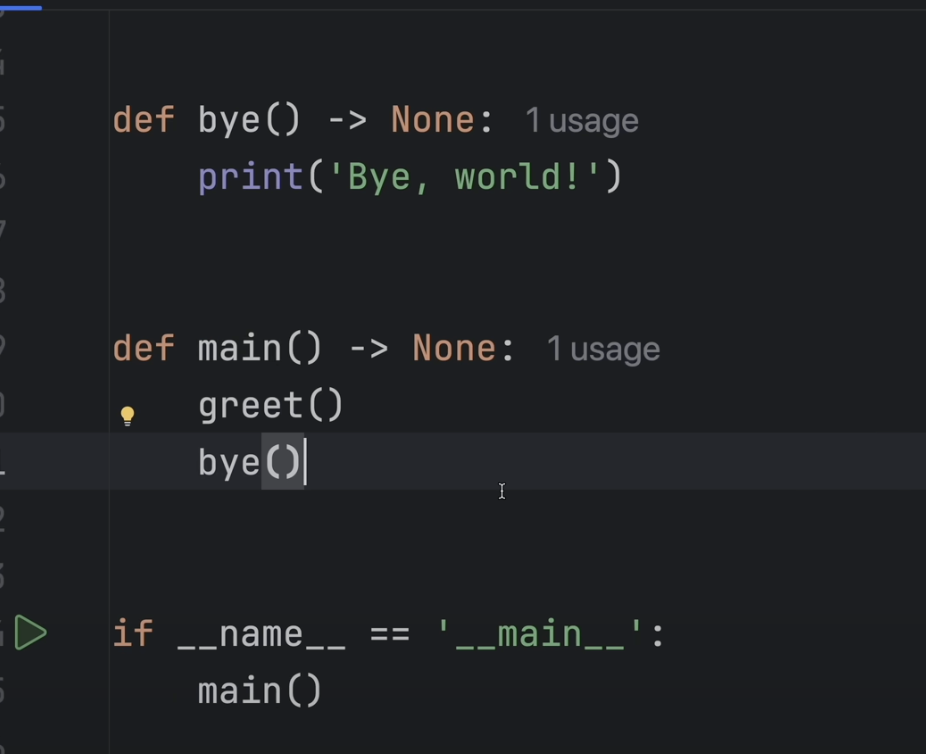 def bye() -> None: 1 usage
    print('Bye, world!')
def main() -> None: 1 usage
    greet()
    bye()
if __name__ == '__main__':
    main()